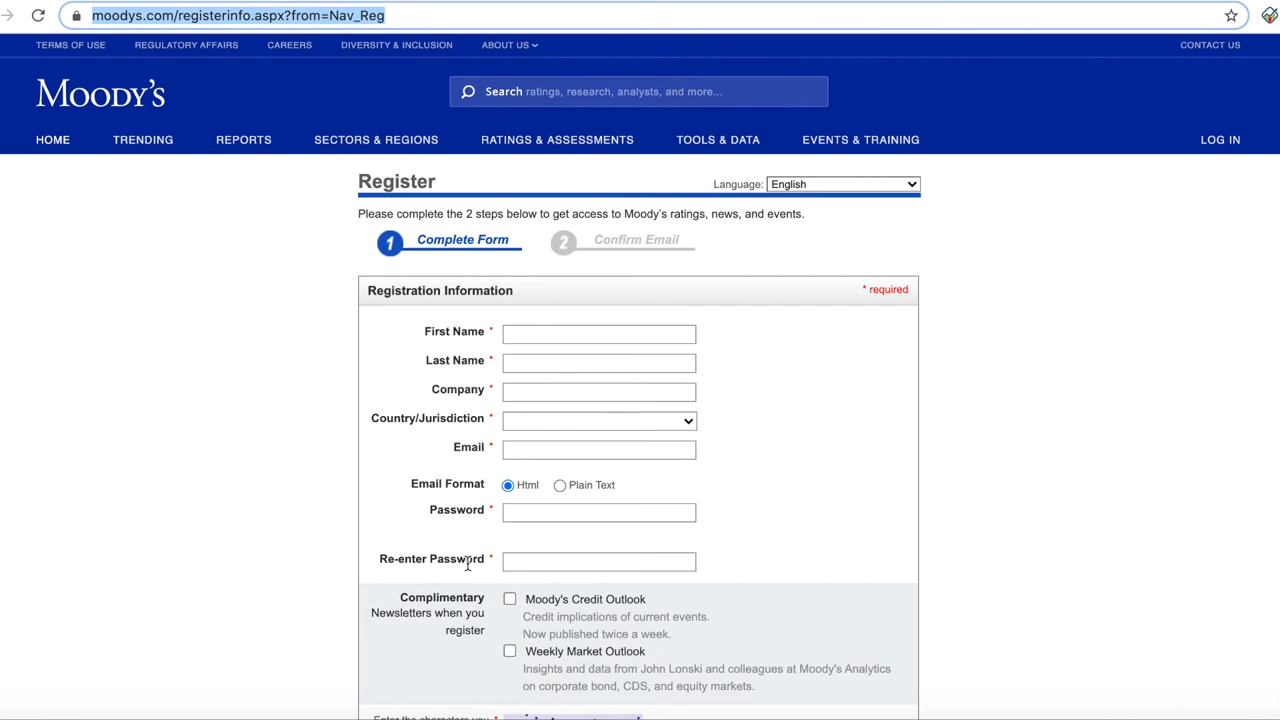 moodys.com/registerinfo.aspx?from=Nav_Reg
TERMS OF USE REGULATORY AFFAIRS CAREERS DIVERSITY & INCLUSION ABOUT US CONTACT US
MOODY'S
Search ratings, research, analysts, and more...
HOME TRENDING REPORTS SECTORS & REGIONS RATINGS & ASSESSMENTS TOOLS & DATA EVENTS & TRAINING LOG IN
Register Language: English
Please complete the 2 steps below to get access to Moody's ratings, news, and events.
1 Complete Form 2 Confirm Email
Registration Information * required
First Name *
Last Name *
Company *
Country/Jurisdiction *
Email *
Email Format Html Plain Text
Password *
Re-enter Password *
Complimentary Moody's Credit Outlook
Newsletters when you Credit implications of current events.
register Now published twice a week.
Weekly Market Outlook
Insights and data from John Lonski and colleagues at Moody's Analytics
on corporate bond, CDS, and equity markets.
Enter the characters you *